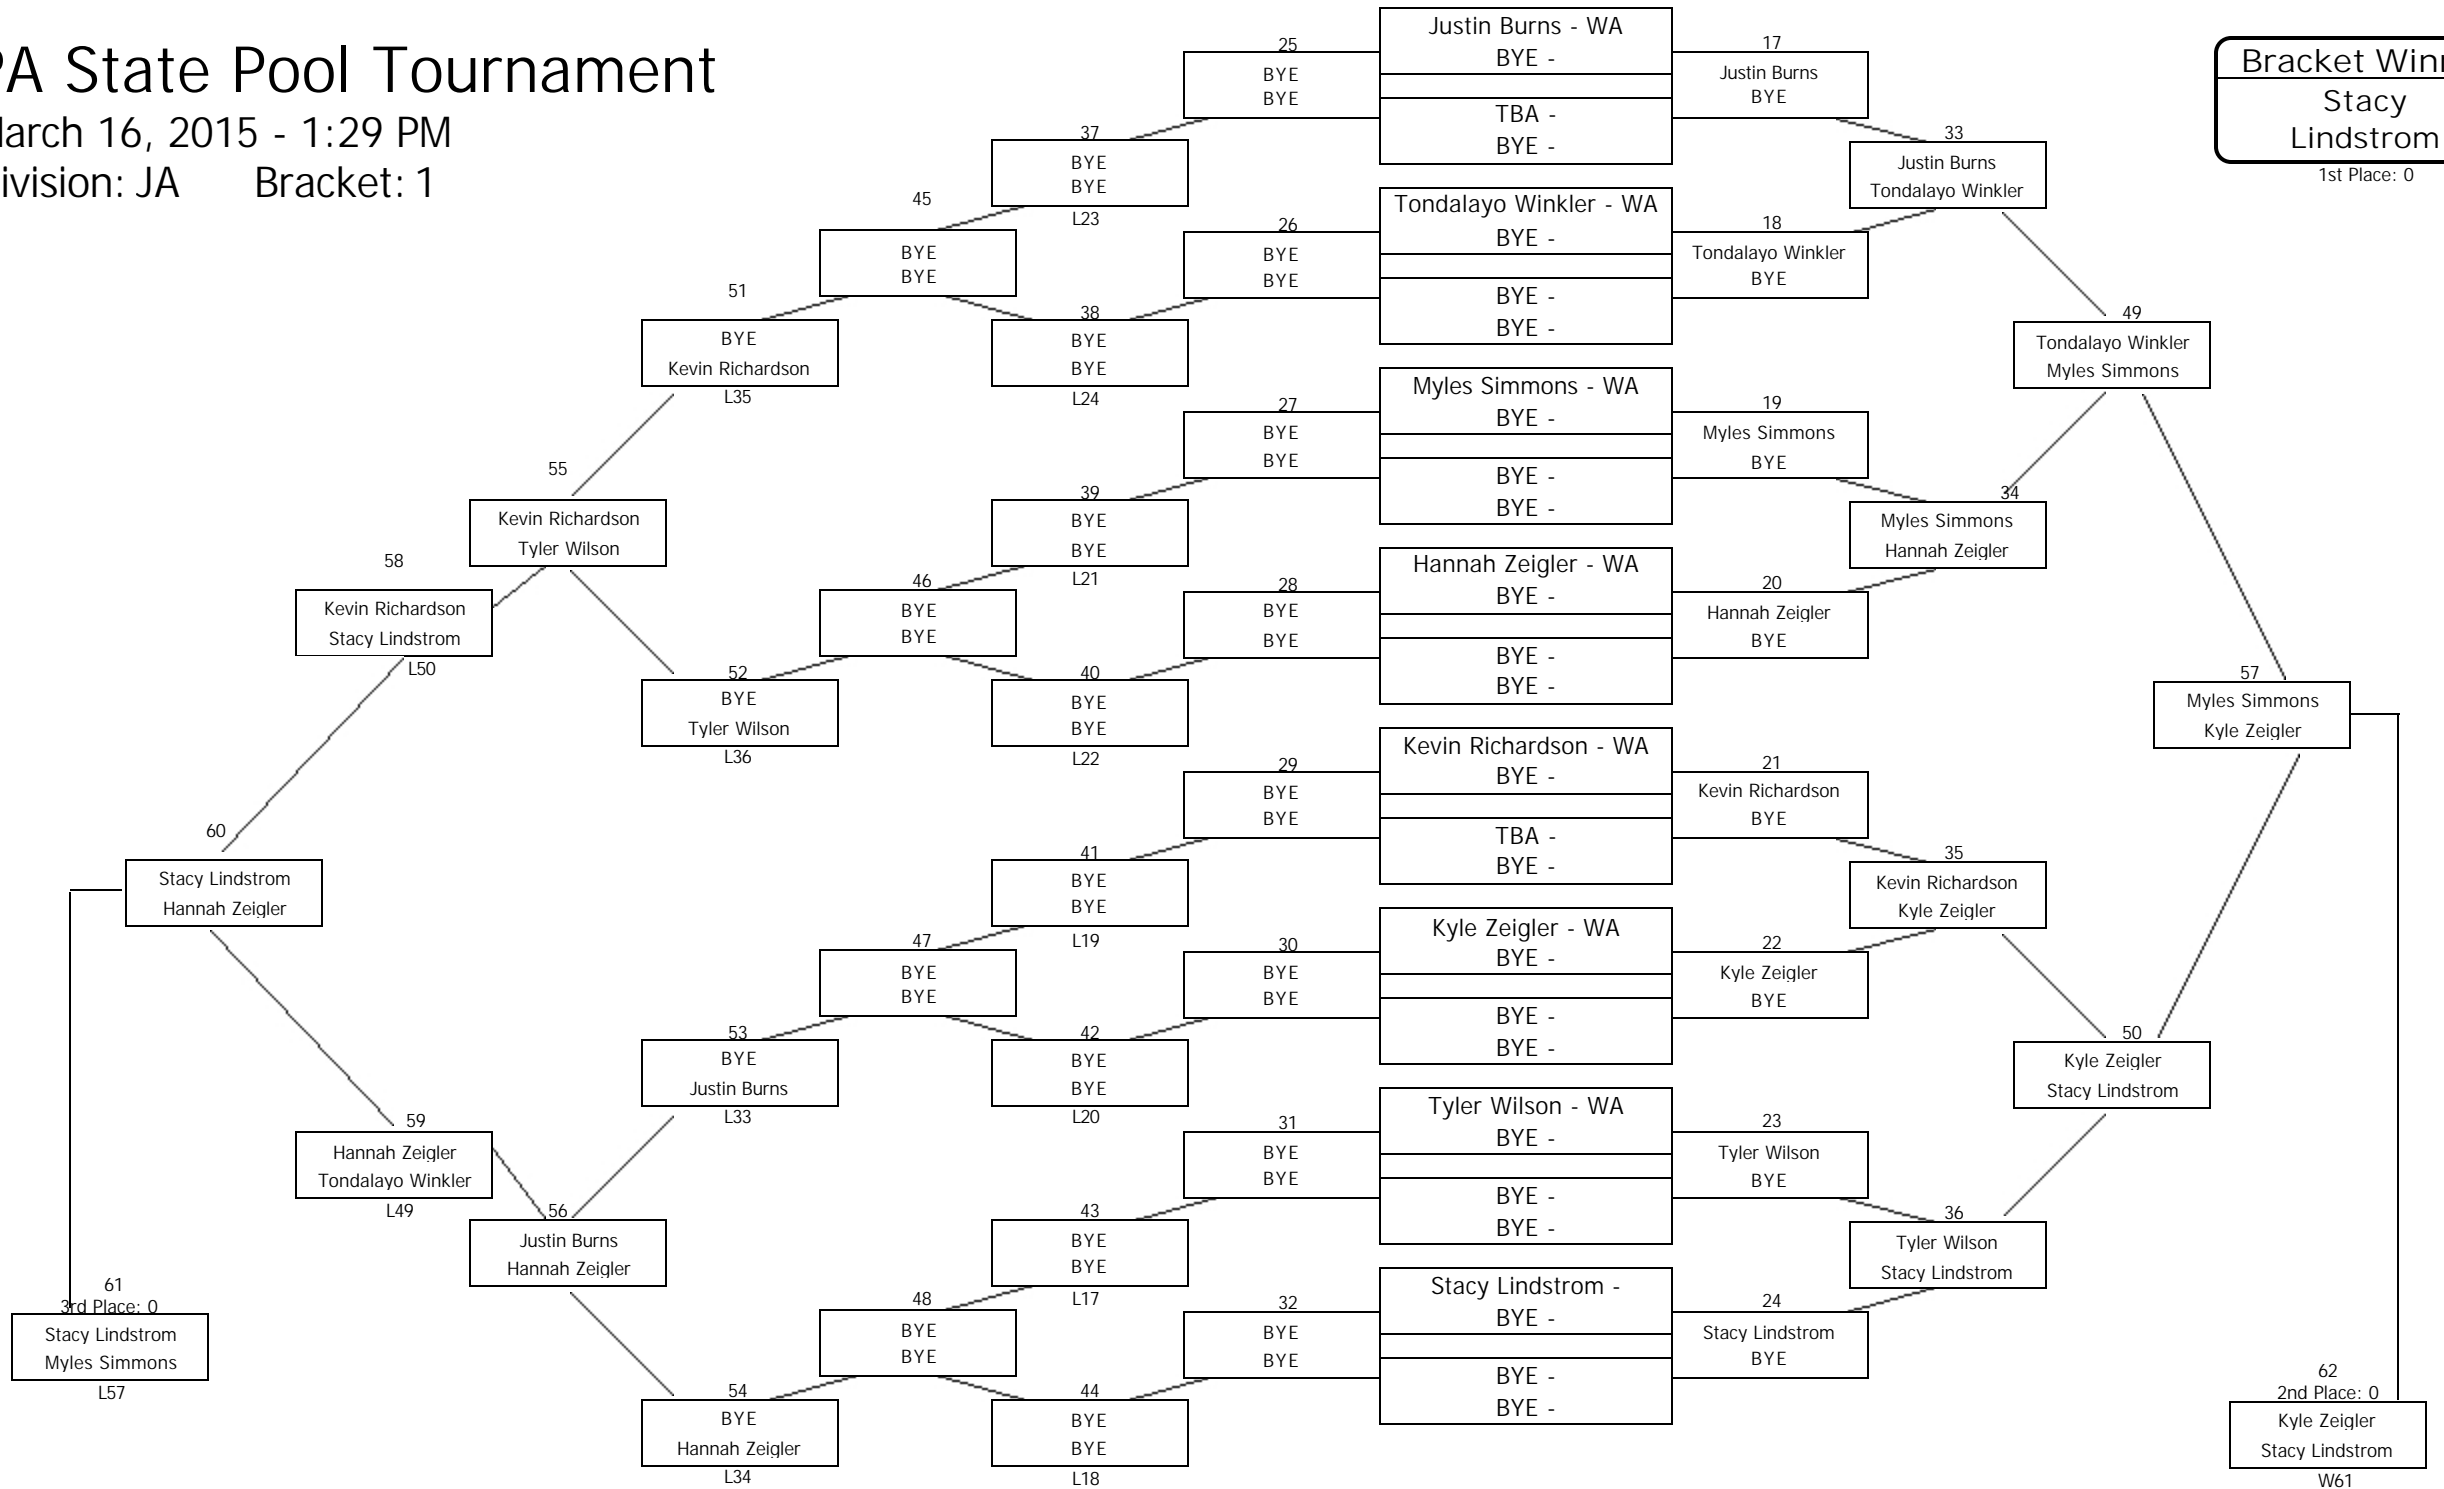 PA State Pool Tournament
March 16, 2015 - 1:29 PM
Division: JA Bracket: 1
Bracket Winn
Stacy
Lindstrom
1st Place: 0
61
3rd Place: 0
Stacy Lindstrom
Myles Simmons
L57
60
Stacy Lindstrom
Hannah Zeigler
58
Kevin Richardson
Stacy Lindstrom
L50
59
Hannah Zeigler
Tondalayo Winkler
L49
55
Kevin Richardson
Tyler Wilson
56
Justin Burns
Hannah Zeigler
51
BYE
Kevin Richardson
L35
52
BYE
Tyler Wilson
L36
53
BYE
Justin Burns
L33
54
BYE
Hannah Zeigler
L34
45
BYE
BYE
46
BYE
BYE
47
BYE
BYE
48
BYE
BYE
37
BYE
BYE
L23
38
BYE
BYE
L24
39
BYE
BYE
L21
40
BYE
BYE
L22
41
BYE
BYE
L19
42
BYE
BYE
L20
43
BYE
BYE
L17
44
BYE
BYE
L18
25
BYE
BYE
26
BYE
BYE
27
BYE
BYE
28
BYE
BYE
29
BYE
BYE
30
BYE
BYE
31
BYE
BYE
32
BYE
BYE
Justin Burns - WA
BYE -
TBA -
BYE -
Tondalayo Winkler - WA
BYE -
BYE -
BYE -
Myles Simmons - WA
BYE -
BYE -
BYE -
Hannah Zeigler - WA
BYE -
BYE -
BYE -
Kevin Richardson - WA
BYE -
TBA -
BYE -
Kyle Zeigler - WA
BYE -
BYE -
BYE -
Tyler Wilson - WA
BYE -
BYE -
BYE -
Stacy Lindstrom -
BYE -
BYE -
BYE -
17
Justin Burns
BYE
18
Tondalayo Winkler
BYE
19
Myles Simmons
BYE
20
Hannah Zeigler
BYE
21
Kevin Richardson
BYE
22
Kyle Zeigler
BYE
23
Tyler Wilson
BYE
24
Stacy Lindstrom
BYE
33
Justin Burns
Tondalayo Winkler
34
Myles Simmons
Hannah Zeigler
35
Kevin Richardson
Kyle Zeigler
36
Tyler Wilson
Stacy Lindstrom
49
Tondalayo Winkler
Myles Simmons
50
Kyle Zeigler
Stacy Lindstrom
57
Myles Simmons
Kyle Zeigler
62
2nd Place: 0
Kyle Zeigler
Stacy Lindstrom
W61